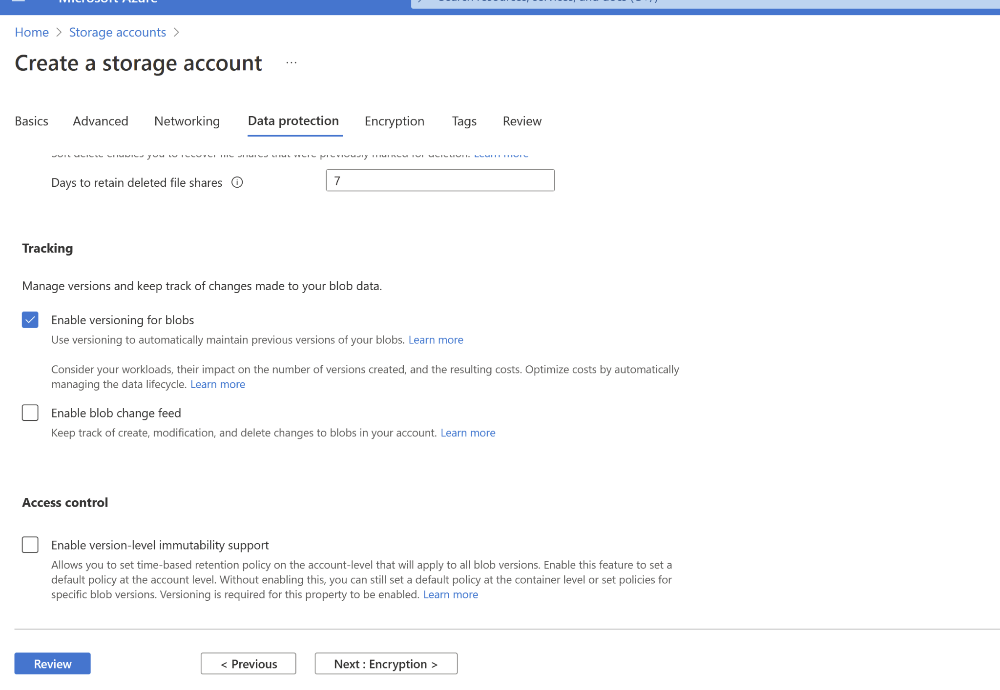 Microsoft Azure
Search resources, services, and docs (G+/)
Home > Storage accounts >
Create a storage account ...
Basics Advanced Networking Data protection Encryption Tags Review
Soft delete enables you to recover file shares that were previously marked for deletion. Learn more
Days to retain deleted file shares 7
Tracking
Manage versions and keep track of changes made to your blob data.
Enable versioning for blobs
Use versioning to automatically maintain previous versions of your blobs. Learn more
Consider your workloads, their impact on the number of versions created, and the resulting costs. Optimize costs by automatically
managing the data lifecycle. Learn more
Enable blob change feed
Keep track of create, modification, and delete changes to blobs in your account. Learn more
Access control
Enable version-level immutability support
Allows you to set time-based retention policy on the account-level that will apply to all blob versions. Enable this feature to set a
default policy at the account level. Without enabling this, you can still set a default policy at the container level or set policies for
specific blob versions. Versioning is required for this property to be enabled. Learn more
Review < Previous Next : Encryption >